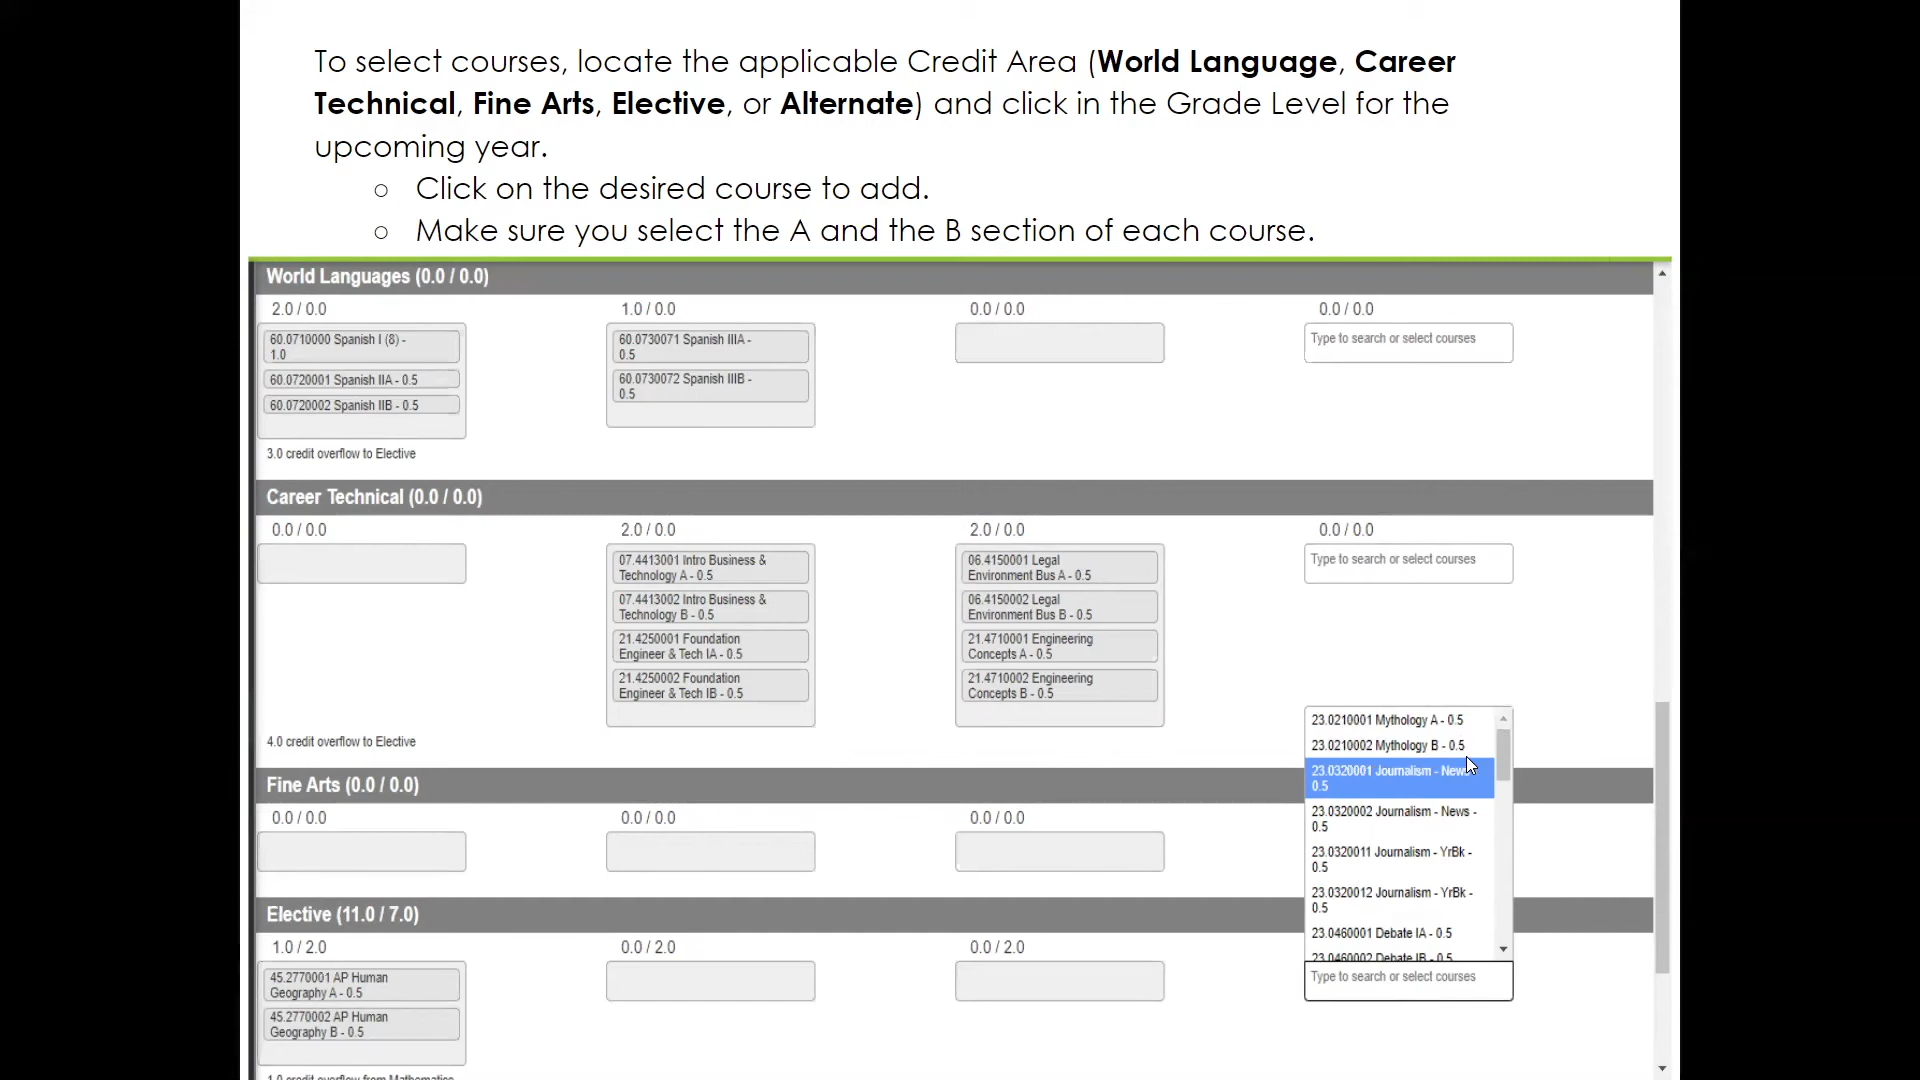 To select courses, locate the applicable Credit Area (World Language, Career
Technical, Fine Arts, Elective, or Alternate) and click in the Grade Level for the
upcoming year.
○ Click on the desired course to add.
○ Make sure you select the A and the B section of each course.
World Languages (0.0 / 0.0)
2.0 / 0.0
1.0 / 0.0
0.0 / 0.0
0.0 / 0.0
60.0710000 Spanish I (8) -
1.0
60.0720001 Spanish IIA - 0.5
60.0720002 Spanish IIB - 0.5
60.0730071 Spanish IIIA -
0.5
60.0730072 Spanish IIIB -
0.5
Type to search or select courses
3.0 credit overflow to Elective
Career Technical (0.0 / 0.0)
0.0 / 0.0
2.0 / 0.0
2.0 / 0.0
0.0 / 0.0
07.4413001 Intro Business &
Technology A - 0.5
07.4413002 Intro Business &
Technology B - 0.5
21.4250001 Foundation
Engineer & Tech IA - 0.5
21.4250002 Foundation
Engineer & Tech IB - 0.5
06.4150001 Legal
Environment Bus A - 0.5
06.4150002 Legal
Environment Bus B - 0.5
21.4710001 Engineering
Concepts A - 0.5
21.4710002 Engineering
Concepts B - 0.5
Type to search or select courses
4.0 credit overflow to Elective
Fine Arts (0.0 / 0.0)
0.0 / 0.0
0.0 / 0.0
0.0 / 0.0
23.0210001 Mythology A - 0.5
23.0210002 Mythology B - 0.5
23.0320001 Journalism - News
0.5
23.0320002 Journalism - News -
0.5
23.0320011 Journalism - YrBk -
0.5
23.0320012 Journalism - YrBk -
0.5
23.0460001 Debate IA - 0.5
23.0460002 Debate IB - 0.5
Elective (11.0 / 7.0)
1.0 / 2.0
0.0 / 2.0
0.0 / 2.0
45.2770001 AP Human
Geography A - 0.5
45.2770002 AP Human
Geography B - 0.5
Type to search or select courses
1.0 credit overflow from Mathematics